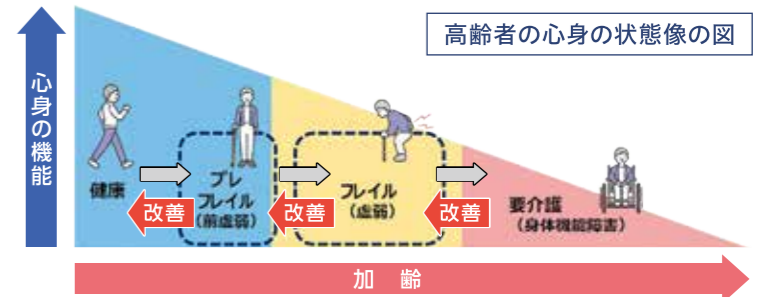 高齢者の心身の状態像の図
心身の機能
健康
プレ
フレイル
(前虚弱)
フレイル
(虚弱)
要介護
(身体機能障害)
改善
改善
改善
加 齢